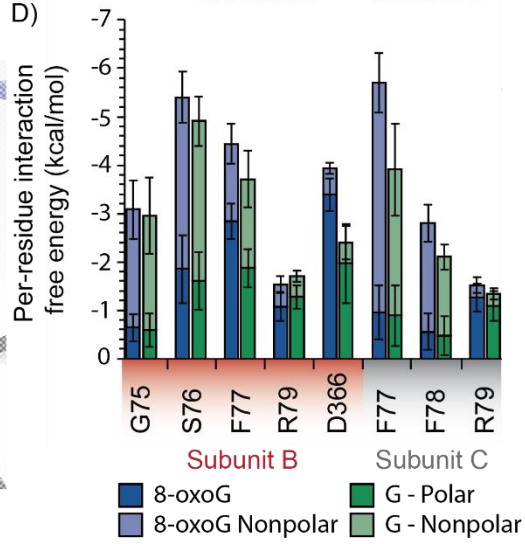 D)
Per-residue interaction
free energy (kcal/mol)
-7
-6
-5
-4
-3
-2
-1
0
G75 S76 F77 R79 D366 F77 F78 R79
Subunit B Subunit C
8-oxoG G - Polar
8-oxoG Nonpolar G - Nonpolar